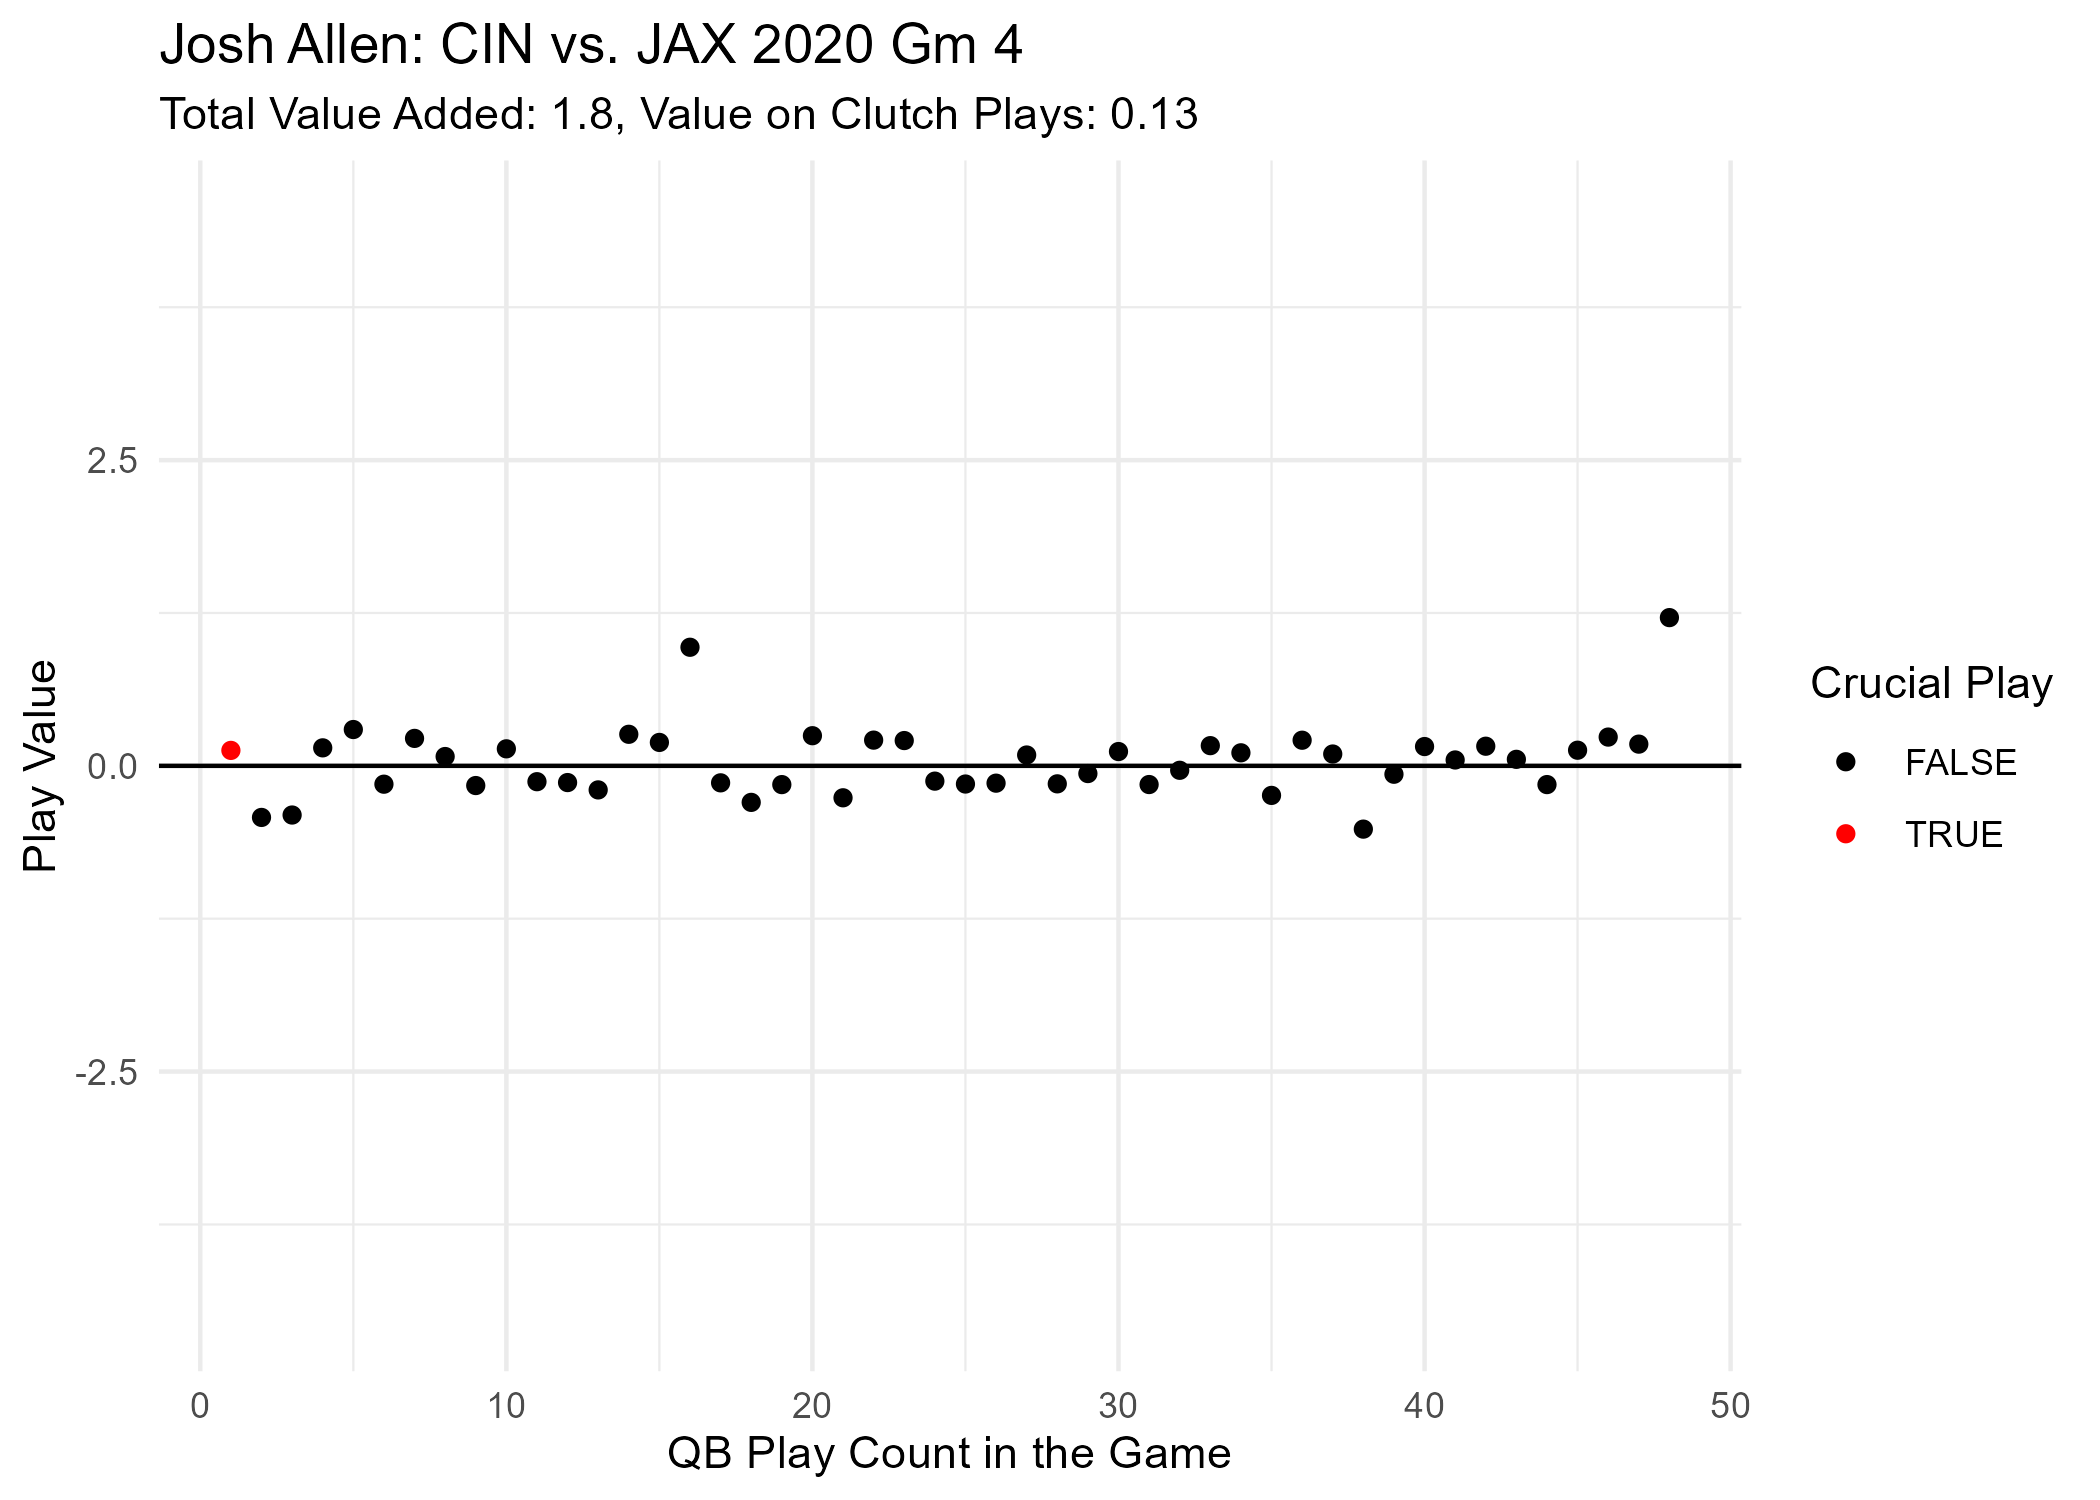 Josh Allen: CIN vs. JAX 2020 Gm 4
Total Value Added: 1.8, Value on Clutch Plays: 0.13
Play Value
2.5
0.0
-2.5
0
10
20
30
40
50
QB Play Count in the Game
Crucial Play
FALSE
TRUE